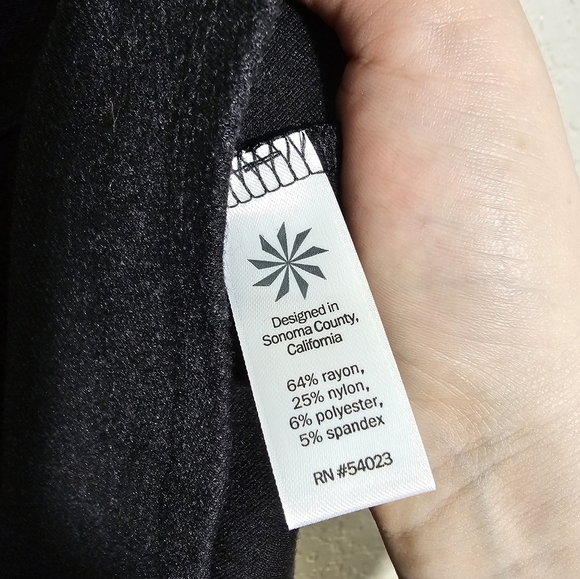 Designed in
Sonoma County,
California
64% rayon,
25% nylon,
6% polyester,
5% spandex
RN #54023